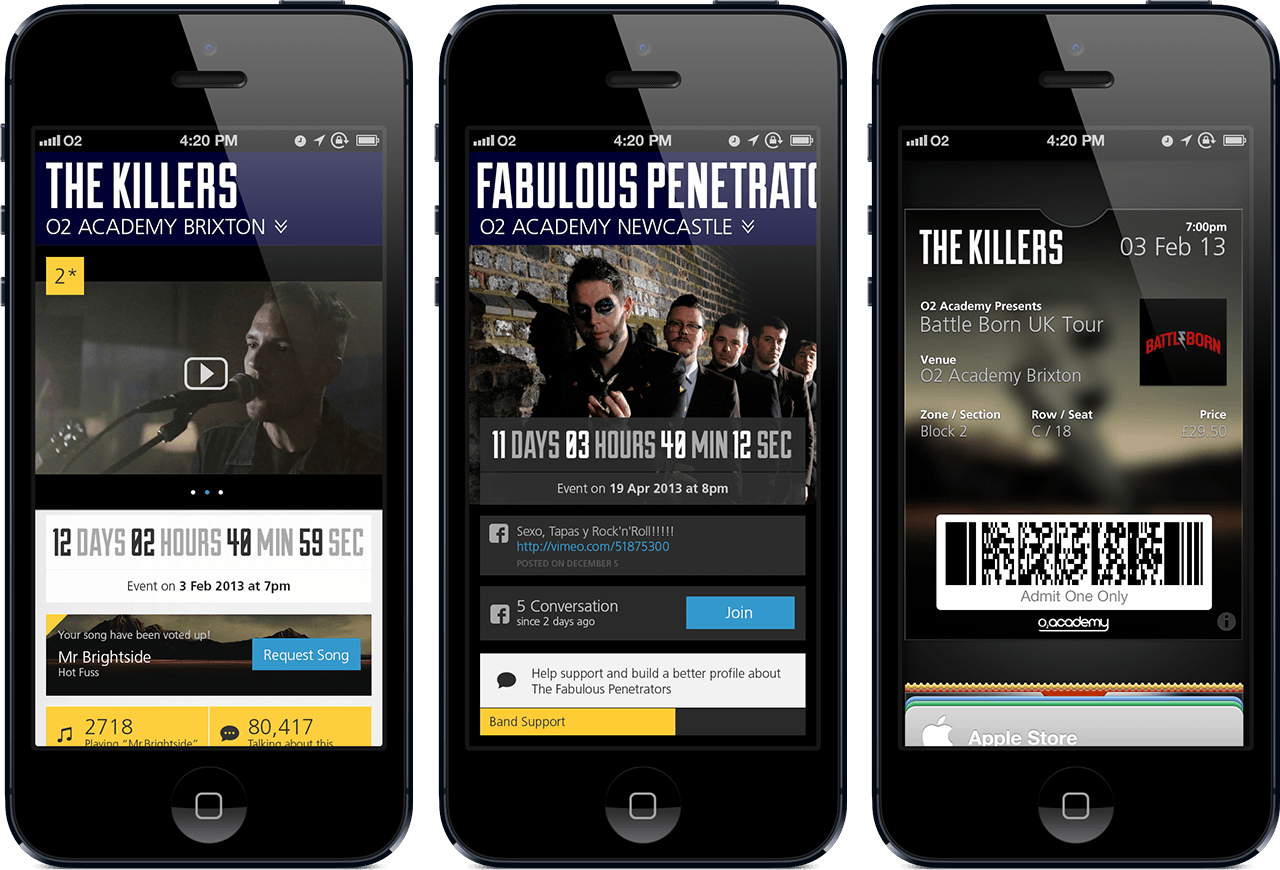 O2 4:20 PM
THE KILLERS
O2 ACADEMY BRIXTON
2*
12 DAYS 02 HOURS 40 MIN 59 SEC
Event on 3 Feb 2013 at 7pm
Your song have been voted up!
Mr Brightside
Hot Fuss
Request Song
2718
Playing “Mr.Brightside”
80,417
Talking about this
O2 4:20 PM
FABULOUS PENETRATO
O2 ACADEMY NEWCASTLE
11 DAYS 03 HOURS 40 MIN 12 SEC
Event on 19 Apr 2013 at 8pm
Sexo, Tapas y Rock'n'Roll!!!!!
http://vimeo.com/51875300
POSTED ON DECEMBER 5
5 Conversation
since 2 days ago
Join
Help support and build a better profile about
The Fabulous Penetrators
Band Support
O2 4:20 PM
THE KILLERS
7:00pm
03 Feb 13
O2 Academy Presents
Battle Born UK Tour
BATTLE BORN
Venue
O2 Academy Brixton
Zone / Section Row / Seat Price
Block 2 C / 18 £29.50
Admit One Only
O2 academy
Apple Store